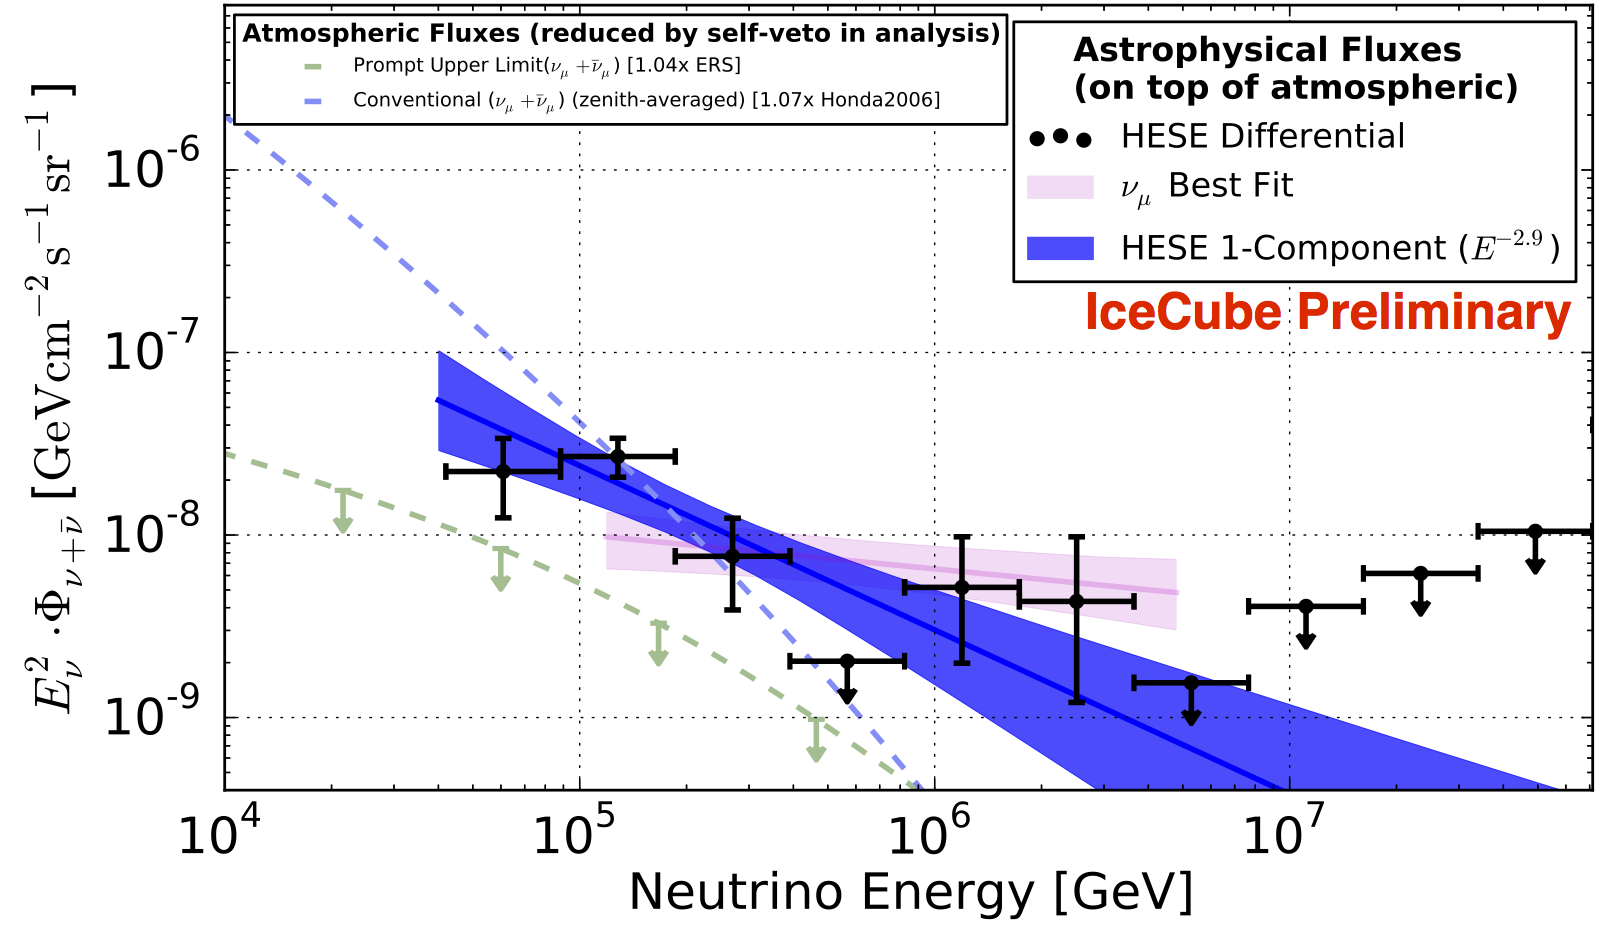 Atmospheric Fluxes (reduced by self-veto in analysis)
Prompt Upper Limit(ν_μ + ν̄_μ) [1.04x ERS]
Conventional (ν_μ + ν̄_μ) (zenith-averaged) [1.07x Honda2006]
Astrophysical Fluxes
(on top of atmospheric)
HESE Differential
ν_μ Best Fit
HESE 1-Component (E^−2.9)
IceCube Preliminary
E_ν^2 · Φ_ν+ν̄ [GeV cm^−2 s^−1 sr^−1]
10^-6
10^-7
10^-8
10^-9
10^4 10^5 10^6 10^7
Neutrino Energy [GeV]